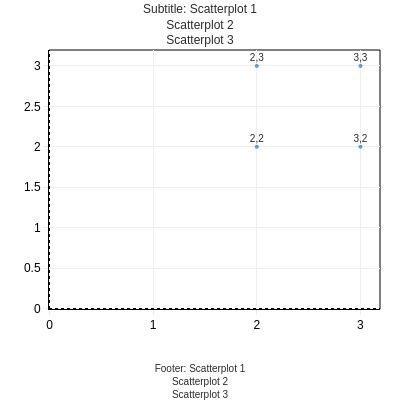 Subtitle: Scatterplot 1
Scatterplot 2
Scatterplot 3
3
2.5
2
1.5
1
0.5
0
2,3 3,3
2,2 3,2
0 1 2 3
Footer: Scatterplot 1
Scatterplot 2
Scatterplot 3